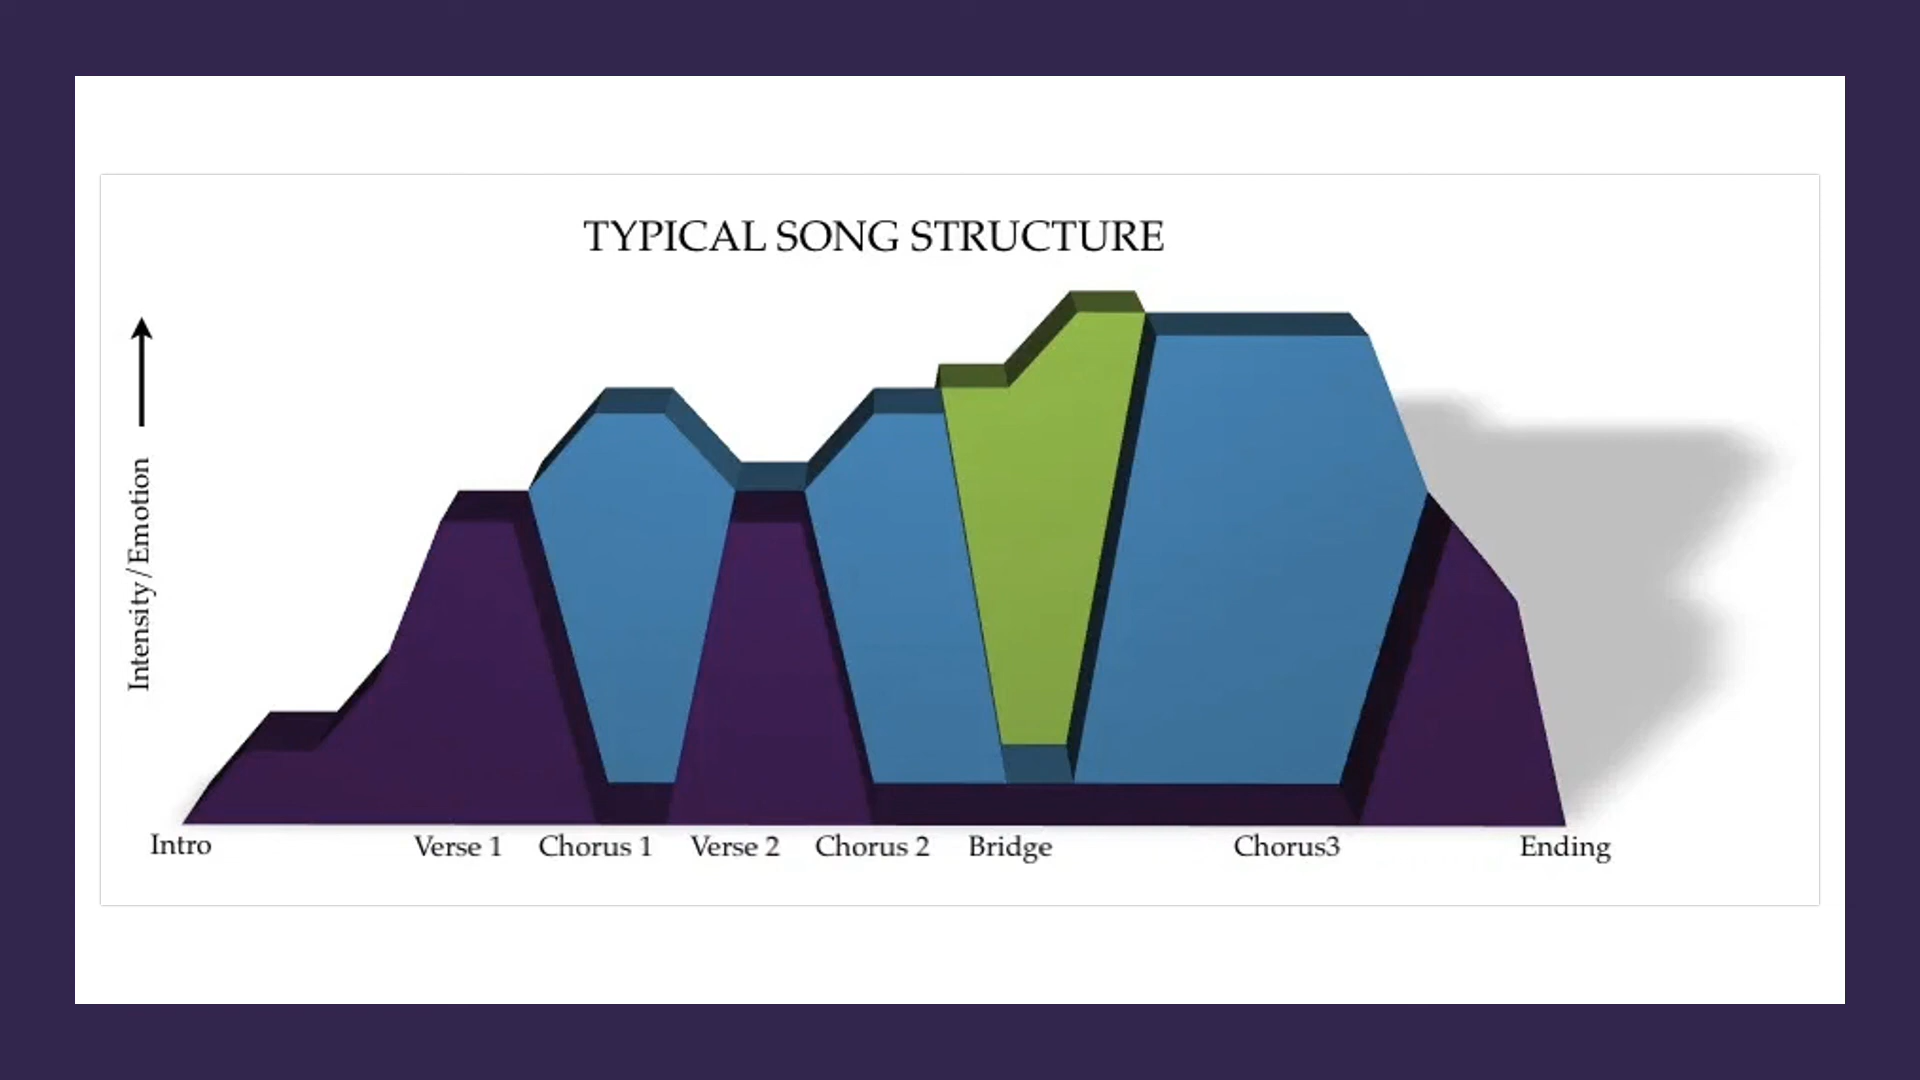 TYPICAL SONG STRUCTURE
Intensity/Emotion
Intro Verse 1 Chorus 1 Verse 2 Chorus 2 Bridge Chorus3 Ending